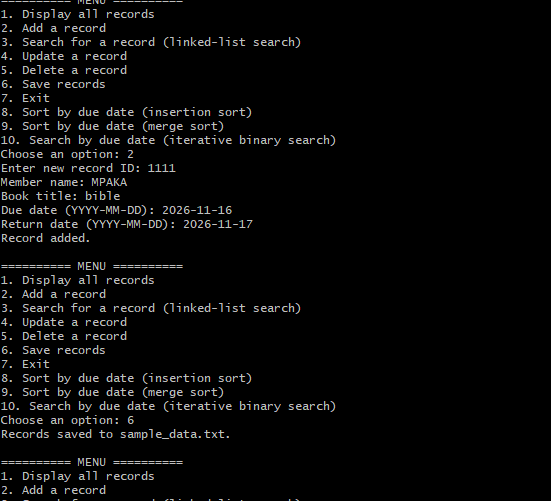 ========== MENU ==========
1. Display all records
2. Add a record
3. Search for a record (linked-list search)
4. Update a record
5. Delete a record
6. Save records
7. Exit
8. Sort by due date (insertion sort)
9. Sort by due date (merge sort)
10. Search by due date (iterative binary search)
Choose an option: 2
Enter new record ID: 1111
Member name: MPAKA
Book title: bible
Due date (YYYY-MM-DD): 2026-11-16
Return date (YYYY-MM-DD): 2026-11-17
Record added.
========== MENU ==========
1. Display all records
2. Add a record
3. Search for a record (linked-list search)
4. Update a record
5. Delete a record
6. Save records
7. Exit
8. Sort by due date (insertion sort)
9. Sort by due date (merge sort)
10. Search by due date (iterative binary search)
Choose an option: 6
Records saved to sample_data.txt.
========== MENU ==========
1. Display all records
2. Add a record
3. Search for a record (linked-list search)